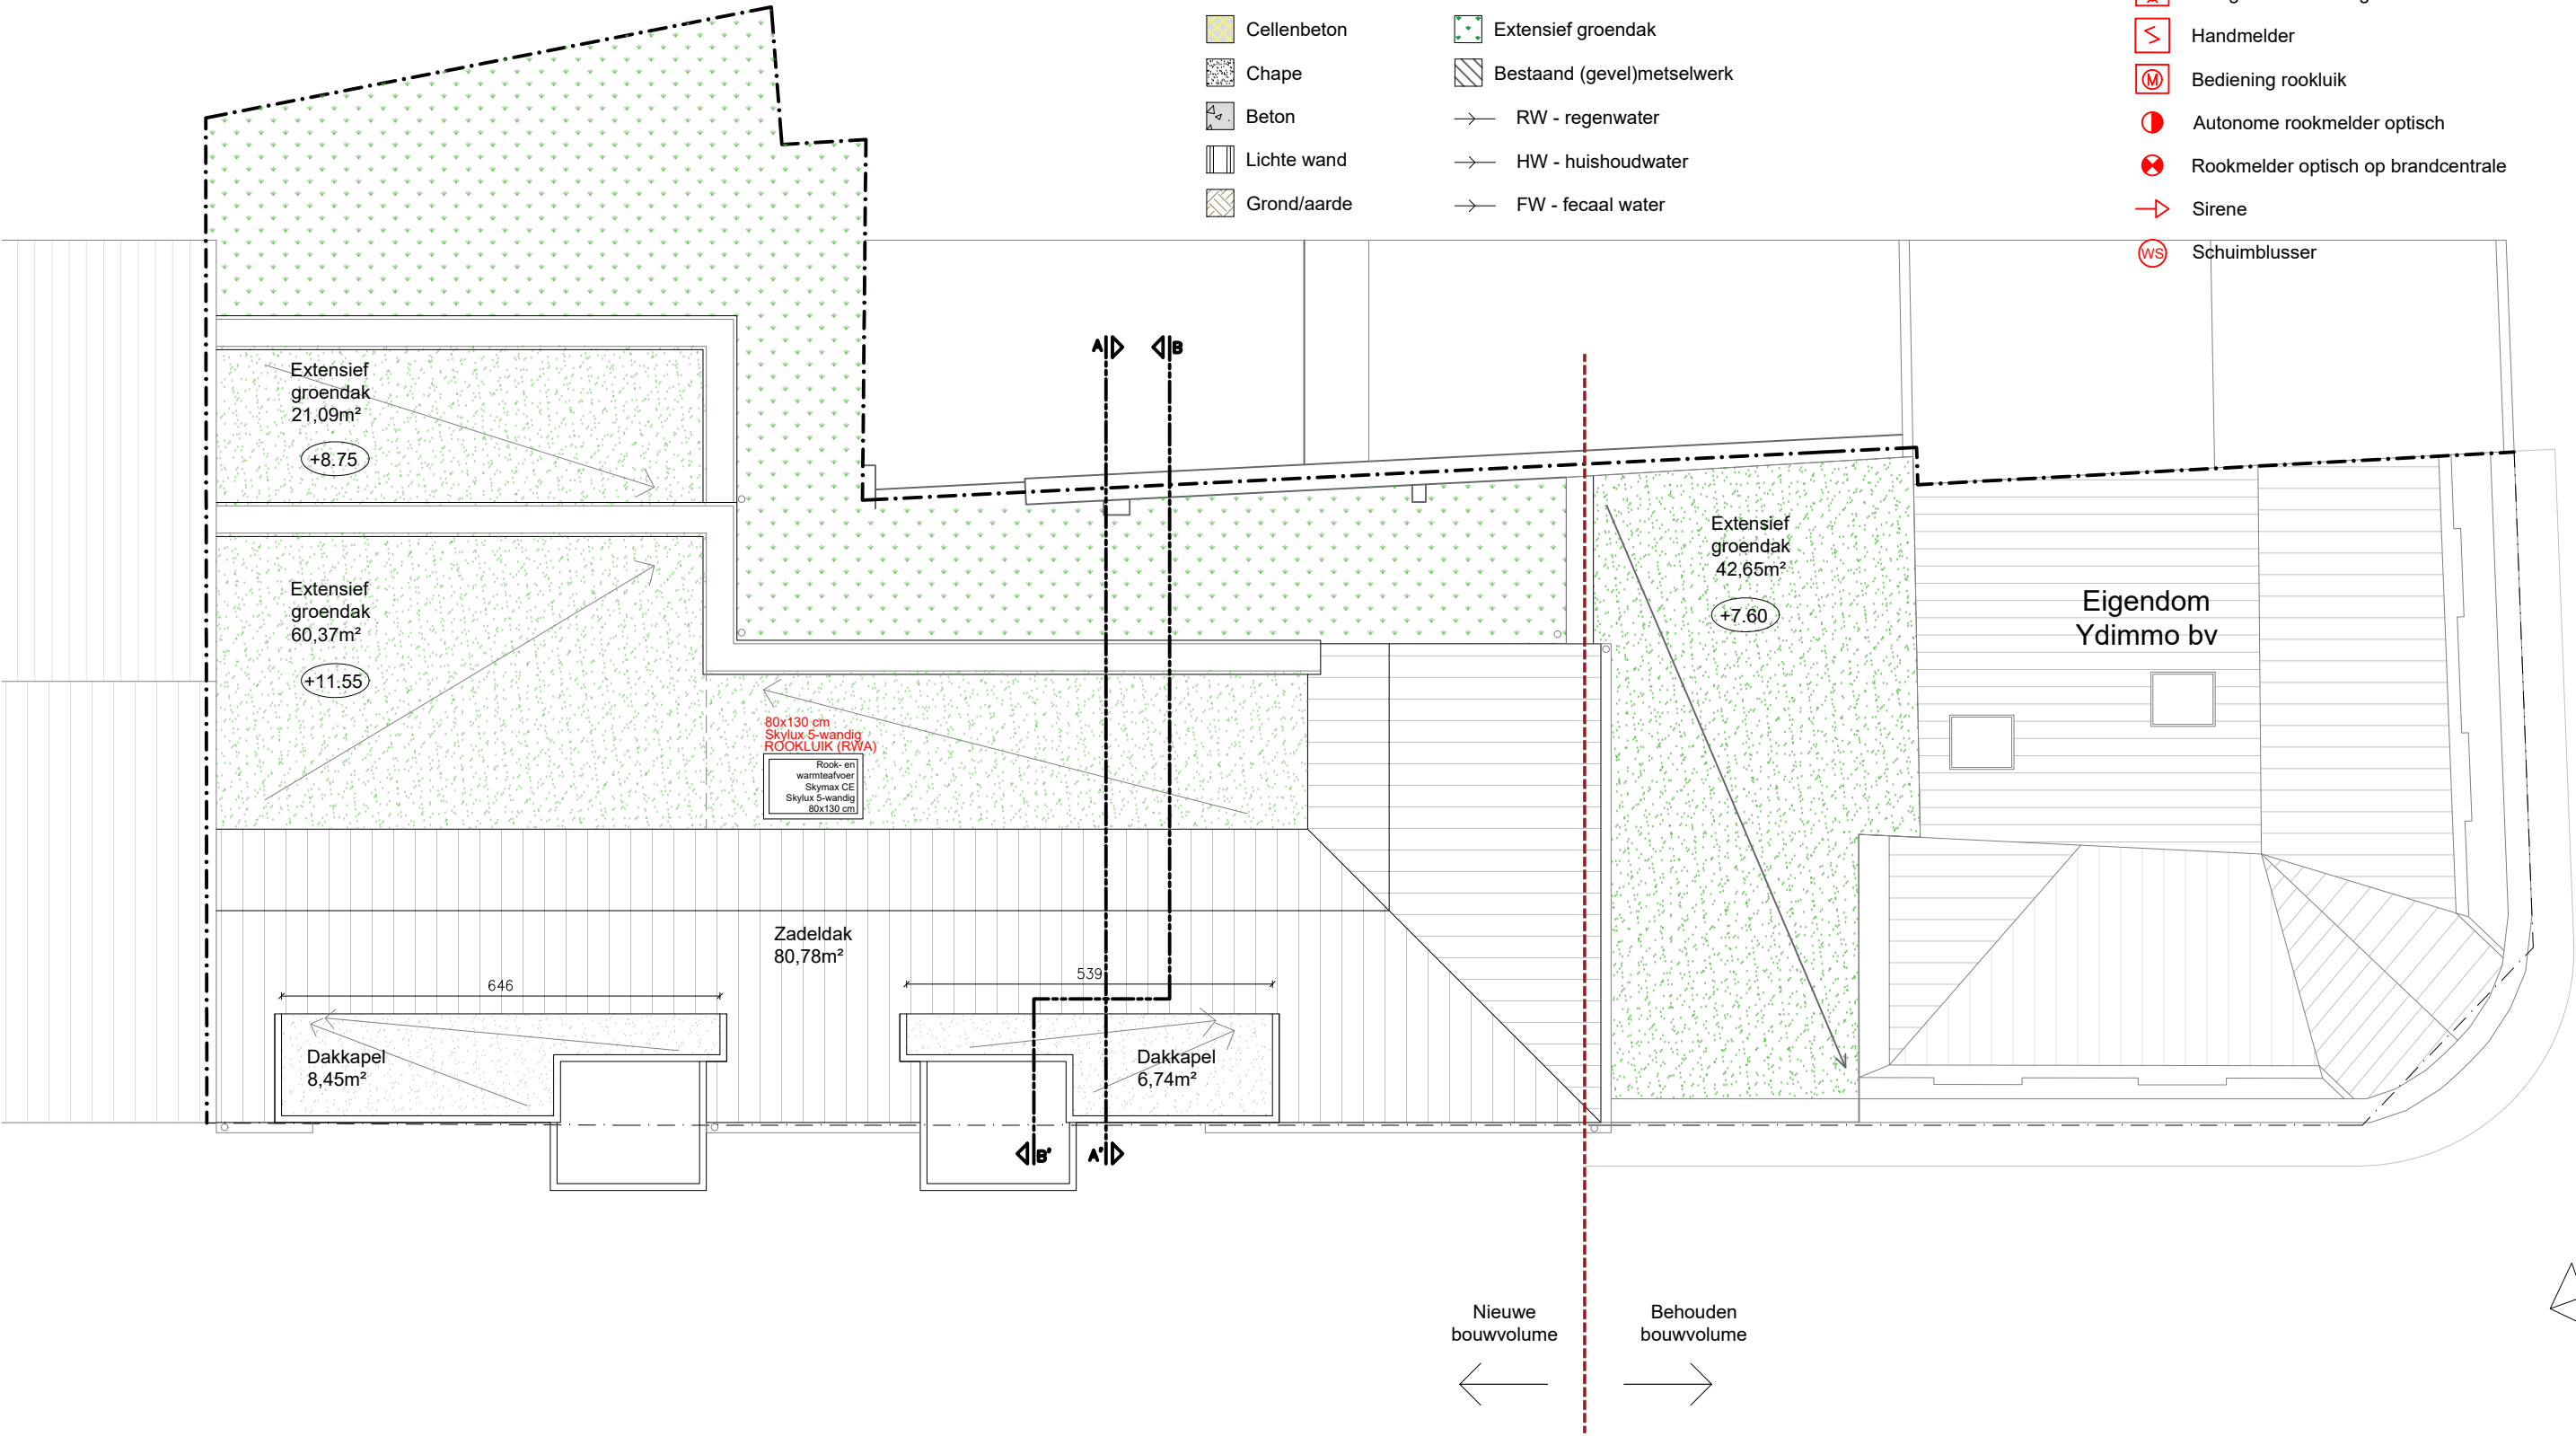 Cellenbeton
Chape
Beton
Lichte wand
Grond/aarde
Extensief groendak
Bestaand (gevel)metselwerk
RW - regenwater
HW - huishoudwater
FW - fecaal water
Handmelder
M
Bediening rookluik
Autonome rookmelder optisch
Rookmelder optisch op brandcentrale
Sirene
WS
Schuimblusser
Extensief
groendak
21,09m²
+8.75
A
B
Extensief
groendak
42,65m²
+7.60
Extensief
groendak
60,37m²
+11.55
Eigendom
Ydimmo bv
80x130 cm
Skylux 5-wandig
ROOKLUIK (RWA)
Rook- en
warmteafvoer
Skymax CE
Skylux 5-wandig
80x130 cm
Zadeldak
80,78m²
646
539
Dakkapel
8,45m²
Dakkapel
6,74m²
B'
A'
Nieuwe
bouwvolume
Behouden
bouwvolume